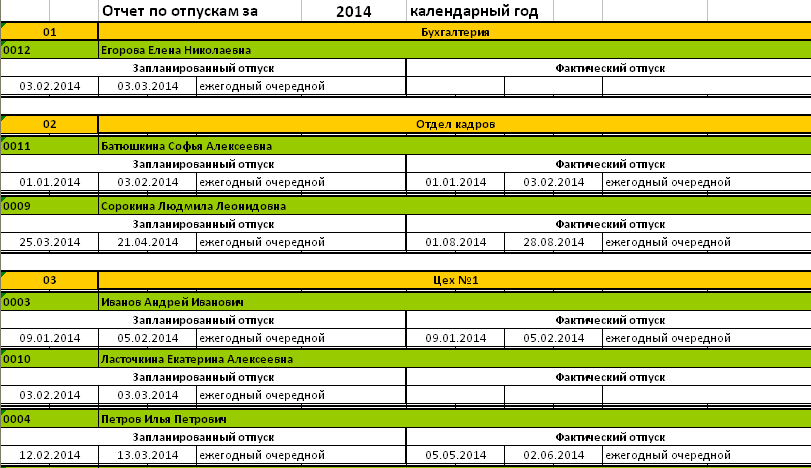 Отчет по отпускам за 2014 календарный год
01 Бухгалтерия
0012 Егорова Елена Николаевна
Запланированный отпуск Фактический отпуск
03.02.2014 03.03.2014 ежегодный очередной
02 Отдел кадров
0011 Батюшкина Софья Алексеевна
Запланированный отпуск Фактический отпуск
01.01.2014 03.02.2014 ежегодный очередной 01.01.2014 03.02.2014 ежегодный очередной
0009 Сорокина Людмила Леонидовна
Запланированный отпуск Фактический отпуск
25.03.2014 21.04.2014 ежегодный очередной 01.08.2014 28.08.2014 ежегодный очередной
03 Цех №1
0003 Иванов Андрей Иванович
Запланированный отпуск Фактический отпуск
09.01.2014 05.02.2014 ежегодный очередной 09.01.2014 05.02.2014 ежегодный очередной
0010 Ласточкина Екатерина Алексеевна
Запланированный отпуск Фактический отпуск
03.02.2014 03.03.2014 ежегодный очередной
0004 Петров Илья Петрович
Запланированный отпуск Фактический отпуск
12.02.2014 13.03.2014 ежегодный очередной 05.05.2014 02.06.2014 ежегодный очередной